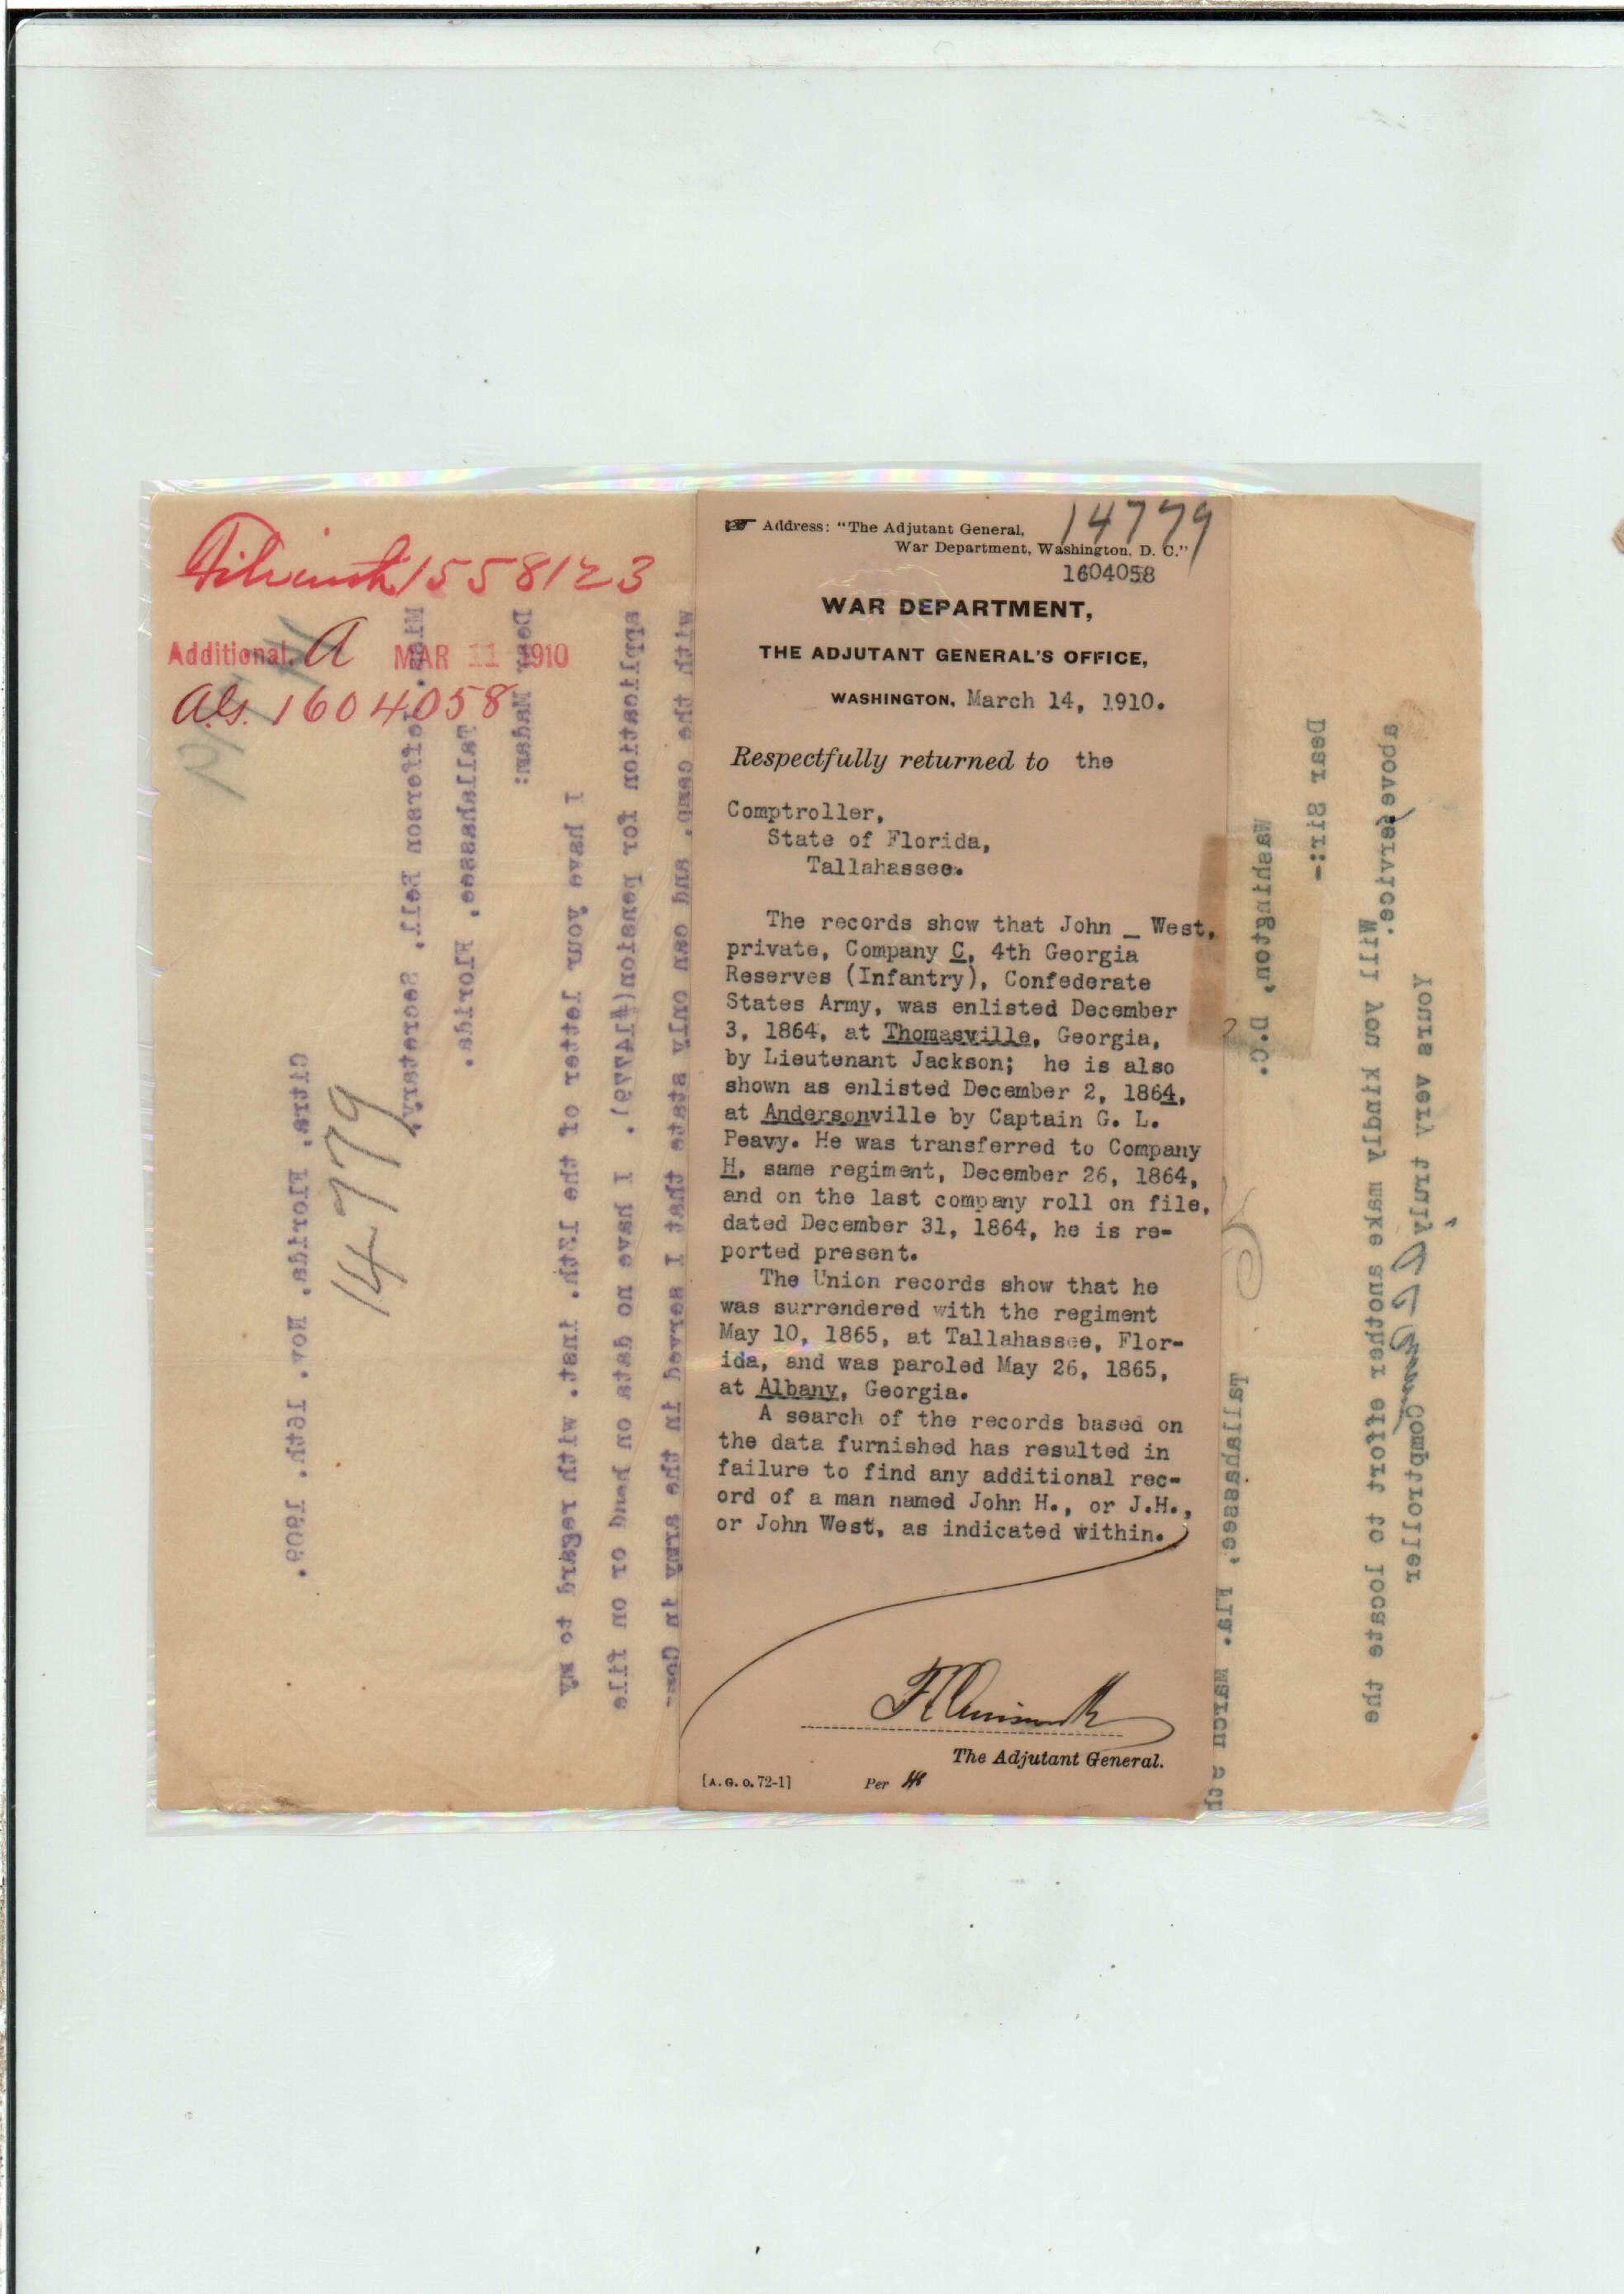 Additional. A MAR 11 1910
1558123
1604058
14779
Address: "The Adjutant General,
War Department, Washington, D. C."
14779
1604058
WAR DEPARTMENT,
THE ADJUTANT GENERAL'S OFFICE,
WASHINGTON, March 14, 1910.
Respectfully returned to the
Comptroller,
State of Florida,
Tallahassee.
The records show that John _ West,
private, Company C, 4th Georgia
Reserves (Infantry), Confederate
States Army, was enlisted December
3, 1864, at Thomasville, Georgia,
by Lieutenant Jackson; he is also
shown as enlisted December 2, 1864,
at Andersonville by Captain G. L.
Peavy. He was transferred to Company
H, same regiment, December 26, 1864,
and on the last company roll on file,
dated December 31, 1864, he is re-
ported present.
The Union records show that he
was surrendered with the regiment
May 10, 1865, at Tallahassee, Flor-
ida, and was paroled May 26, 1865,
at Albany, Georgia.
A search of the records based on
the data furnished has resulted in
failure to find any additional rec-
ord of a man named John H., or J.H.,
or John West, as indicated within.
The Adjutant General.
[A. G. O. 72-1]
Per
Citra, Florida, Nov. 16th. 1909.
Jefferson Bell, Secretary,
Tallahassee, Florida.
Dear Madam:
I have your letter of the 13th. inst. with regard to my
application for pension(#14779). I have no data on hand or on file
with the camp, and can only state that I served in the army in Com-
Tallahassee, Fla. March 8th
Washington, D.C.
Dear Sir:-
Will you kindly make another effort to locate the
above service.
Yours very truly
Comptroller